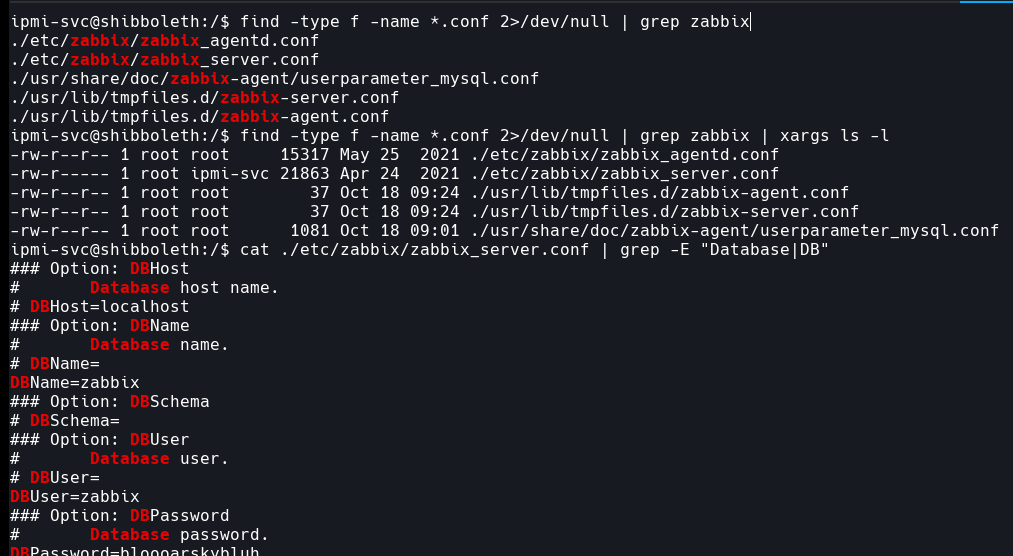 ipmi-svc@shibboleth:/$ find -type f -name *.conf 2>/dev/null | grep zabbix
./etc/zabbix/zabbix_agentd.conf
./etc/zabbix/zabbix_server.conf
./usr/share/doc/zabbix-agent/userparameter_mysql.conf
./usr/lib/tmpfiles.d/zabbix-server.conf
./usr/lib/tmpfiles.d/zabbix-agent.conf
ipmi-svc@shibboleth:/$ find -type f -name *.conf 2>/dev/null | grep zabbix | xargs ls -l
-rw-r--r-- 1 root root     15317 May 25  2021 ./etc/zabbix/zabbix_agentd.conf
-rw-r----- 1 root ipmi-svc 21863 Apr 24  2021 ./etc/zabbix/zabbix_server.conf
-rw-r--r-- 1 root root        37 Oct 18 09:24 ./usr/lib/tmpfiles.d/zabbix-agent.conf
-rw-r--r-- 1 root root        37 Oct 18 09:24 ./usr/lib/tmpfiles.d/zabbix-server.conf
-rw-r--r-- 1 root root      1081 Oct 18 09:01 ./usr/share/doc/zabbix-agent/userparameter_mysql.conf
ipmi-svc@shibboleth:/$ cat ./etc/zabbix/zabbix_server.conf | grep -E "Database|DB"
### Option: DBHost
#       Database host name.
# DBHost=localhost
### Option: DBName
#       Database name.
# DBName=
DBName=zabbix
### Option: DBSchema
# DBSchema=
### Option: DBUser
#       Database user.
# DBUser=
DBUser=zabbix
### Option: DBPassword
#       Database password.
DBPassword=bloooarskybluh